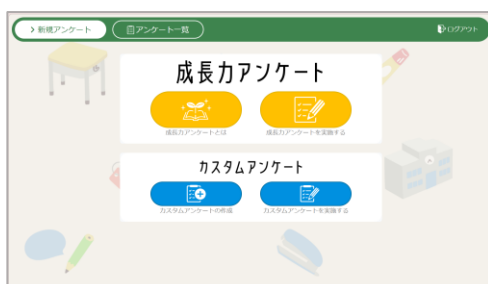 新規アンケート
アンケート一覧
ログアウト
成長力アンケート
成長力アンケートとは
成長力アンケートを実施する
カスタムアンケート
カスタムアンケートの作成
カスタムアンケートを実施する